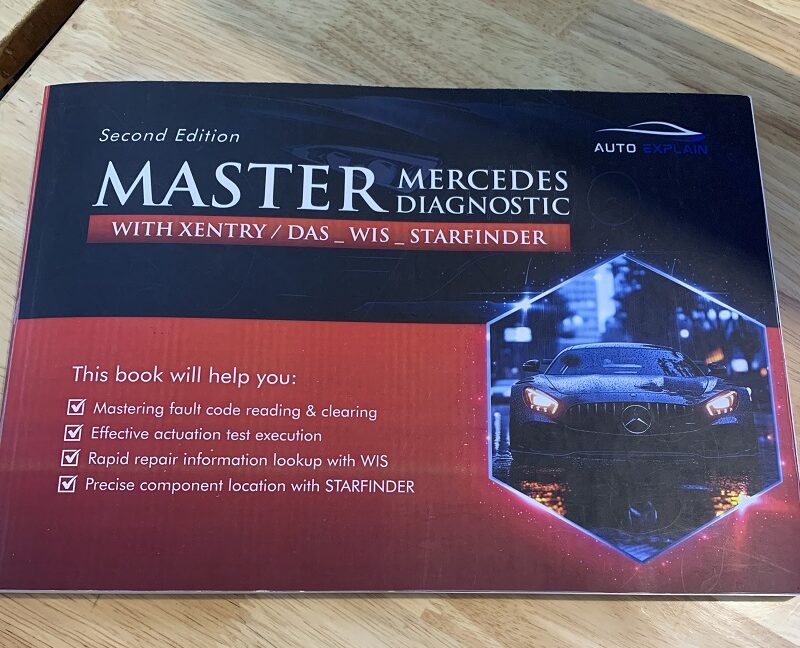 Second Edition
AUTO EXPLAIN
MASTER MERCEDES DIAGNOSTIC
WITH XENTRY / DAS _ WIS _ STARFINDER
This book will help you:
Mastering fault code reading & clearing
Effective actuation test execution
Rapid repair information lookup with WIS
Precise component location with STARFINDER